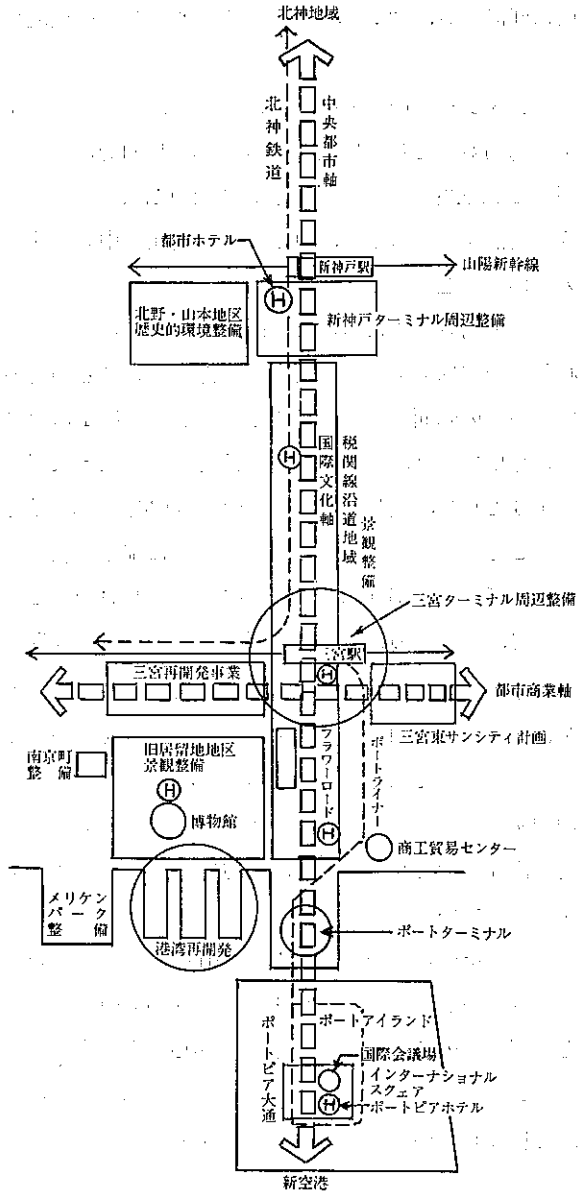 北神地域
北神鉄道
中央都市軸
都市ホテル
新神戸駅
山陽新幹線
H
北野・山本地区
歴史的環境整備
新神戸ターミナル周辺整備
H
国際文化軸
税関線沿道地域
景観整備
三宮ターミナル周辺整備
三宮駅
三宮再開発事業
H
都市商業軸
三宮東サンシティ計画
南京町
整備
旧居留地地区
景観整備
H
博物館
フラワーロード
H
ポートライナー
商工貿易センター
メリケン
パーク
整備
港湾再開発
ポートターミナル
ポートピア大通
ポートアイランド
国際会議場
インターナショナル
スクェア
H
ポートピアホテル
新空港